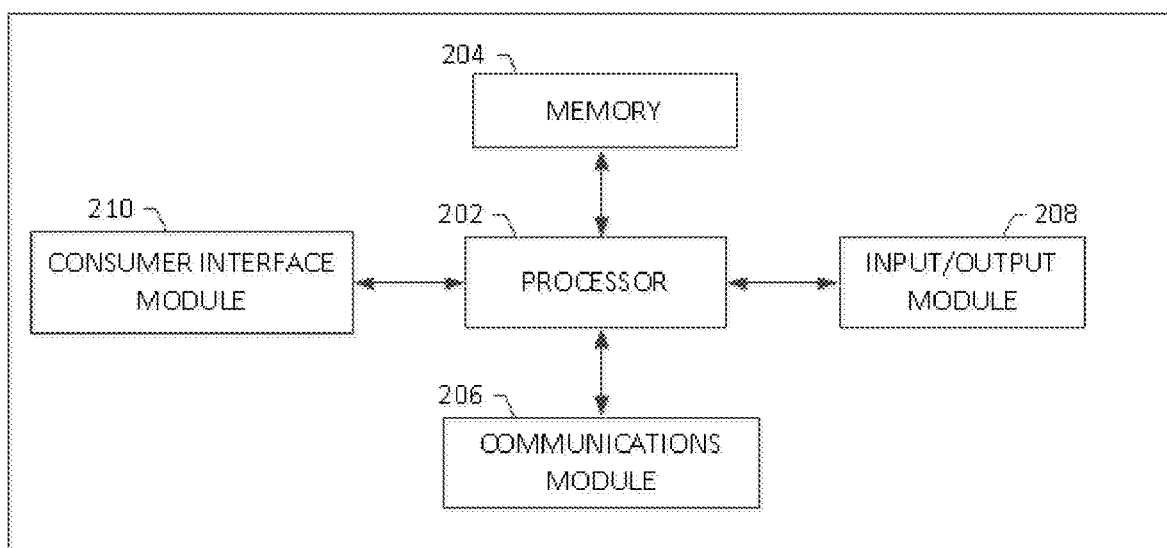 204
MEMORY
210
CONSUMER INTERFACE
MODULE
202
PROCESSOR
208
INPUT/OUTPUT
MODULE
206
COMMUNICATIONS
MODULE